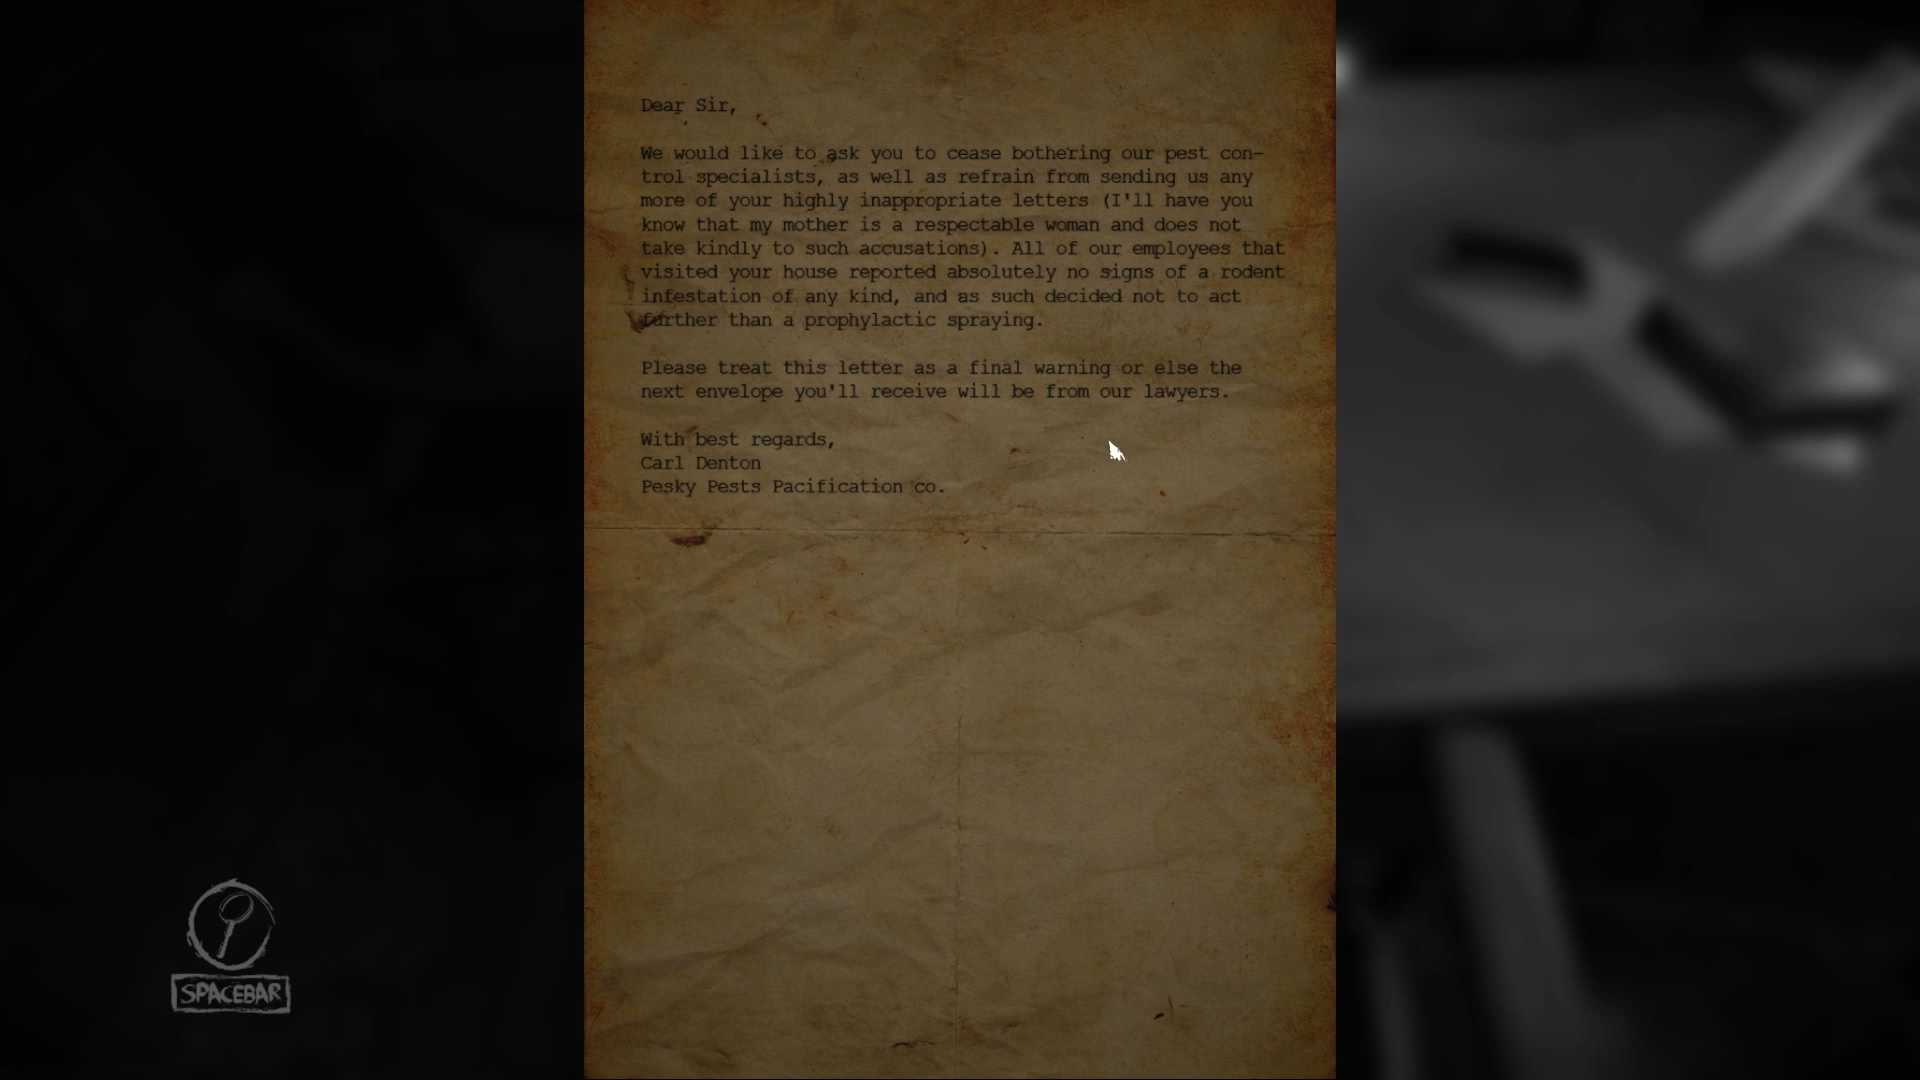 Dear Sir,
We would like to ask you to cease bothering our pest con-
trol specialists, as well as refrain from sending us any
more of your highly inappropriate letters (I'll have you
know that my mother is a respectable woman and does not
take kindly to such accusations). All of our employees that
visited your house reported absolutely no signs of a rodent
infestation of any kind, and as such decided not to act
further than a prophylactic spraying.
Please treat this letter as a final warning or else the
next envelope you'll receive will be from our lawyers.
With best regards,
Carl Denton
Pesky Pests Pacification co.
SPACEBAR